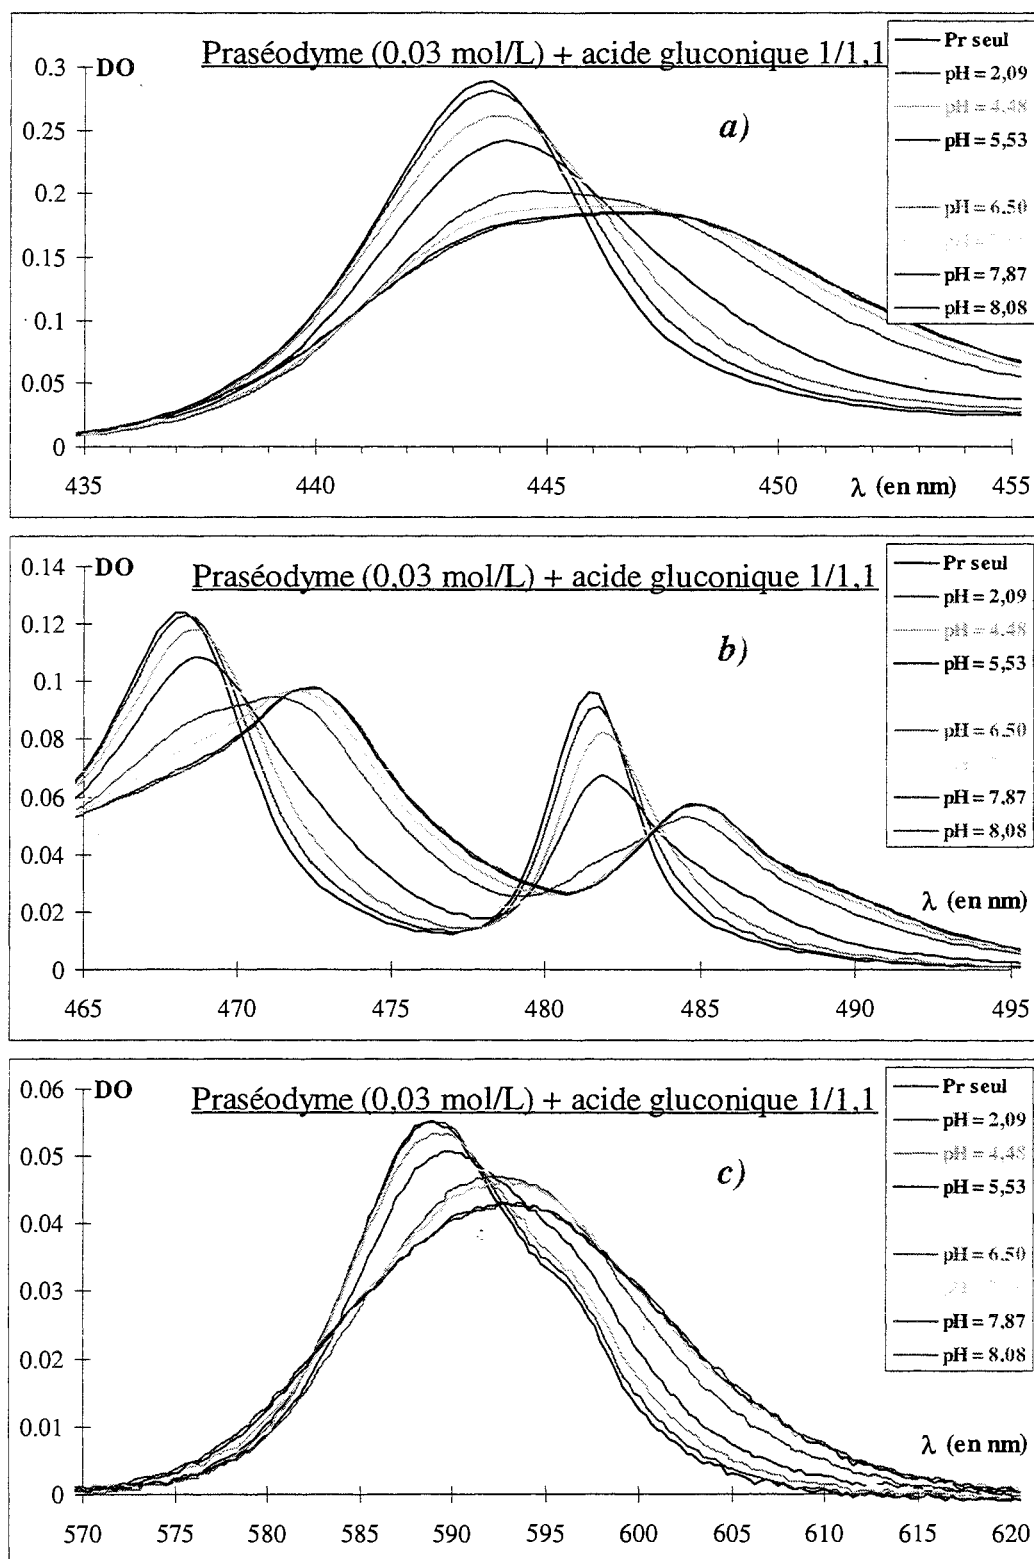 Praséodyme (0,03 mol/L) + acide gluconique 1/1,1
DO
a)
0.3
0.25
0.2
0.15
0.1
0.05
0
435 440 445 450 455
λ (en nm)
Pr seul
pH = 2,09
pH = 4,48
pH = 5,53
pH = 6.50
pH = 7,87
pH = 8,08
Praséodyme (0,03 mol/L) + acide gluconique 1/1,1
DO
b)
0.14
0.12
0.1
0.08
0.06
0.04
0.02
0
465 470 475 480 485 490 495
λ (en nm)
Pr seul
pH = 2,09
pH = 4.48
pH = 5,53
pH = 6.50
pH = 7.87
pH = 8,08
Praséodyme (0,03 mol/L) + acide gluconique 1/1,1
DO
c)
0.06
0.05
0.04
0.03
0.02
0.01
0
570 575 580 585 590 595 600 605 610 615 620
λ (en nm)
Pr seul
pH = 2,09
pH = 4,48
pH = 5,53
pH = 6.50
pH = 7.87
pH = 8.08